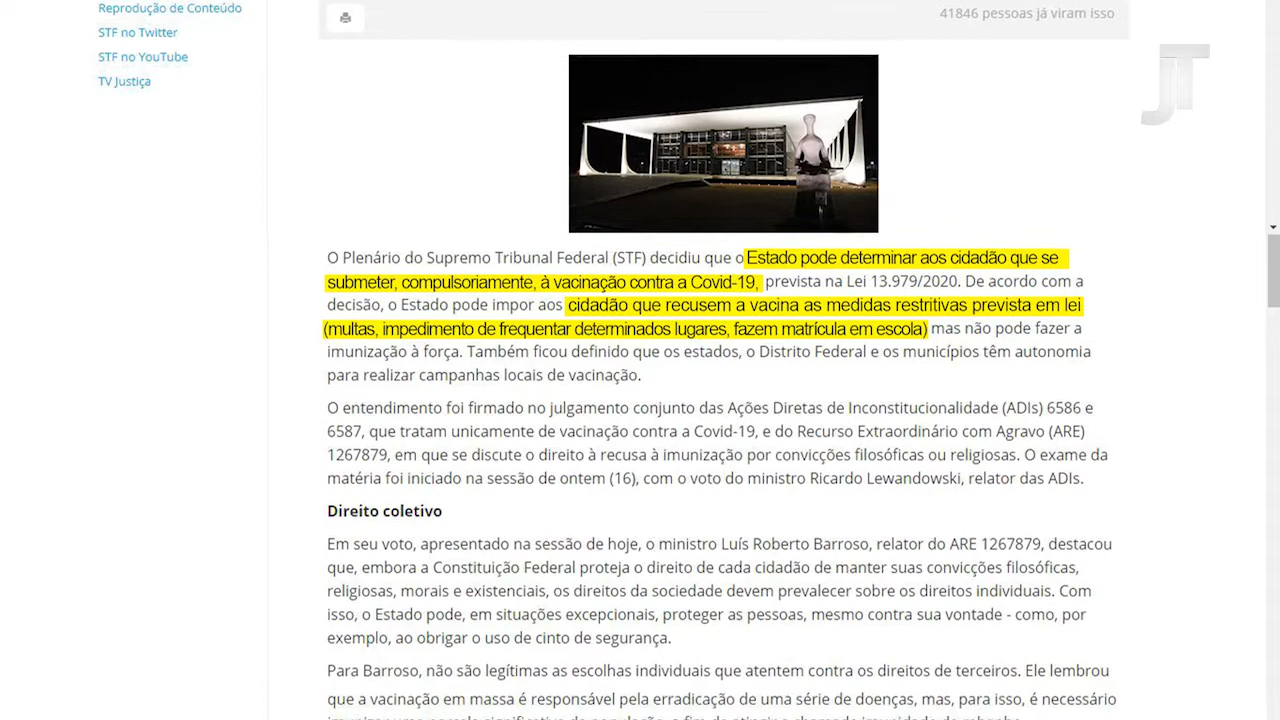 Reprodução de Conteúdo
STF no Twitter
STF no YouTube
TV Justiça
41846 pessoas já viram isso
JT
O Plenário do Supremo Tribunal Federal (STF) decidiu que o Estado pode determinar aos cidadão que se
submeter, compulsoriamente, à vacinação contra a Covid-19, prevista na Lei 13.979/2020. De acordo com a
decisão, o Estado pode impor aos cidadão que recusem a vacina as medidas restritivas prevista em lei
(multas, impedimento de frequentar determinados lugares, fazem matrícula em escola) mas não pode fazer a
imunização à força. Também ficou definido que os estados, o Distrito Federal e os municípios têm autonomia
para realizar campanhas locais de vacinação.
O entendimento foi firmado no julgamento conjunto das Ações Diretas de Inconstitucionalidade (ADIs) 6586 e
6587, que tratam unicamente de vacinação contra a Covid-19, e do Recurso Extraordinário com Agravo (ARE)
1267879, em que se discute o direito à recusa à imunização por convicções filosóficas ou religiosas. O exame da
matéria foi iniciado na sessão de ontem (16), com o voto do ministro Ricardo Lewandowski, relator das ADIs.
Direito coletivo
Em seu voto, apresentado na sessão de hoje, o ministro Luís Roberto Barroso, relator do ARE 1267879, destacou
que, embora a Constituição Federal proteja o direito de cada cidadão de manter suas convicções filosóficas,
religiosas, morais e existenciais, os direitos da sociedade devem prevalecer sobre os direitos individuais. Com
isso, o Estado pode, em situações excepcionais, proteger as pessoas, mesmo contra sua vontade - como, por
exemplo, ao obrigar o uso de cinto de segurança.
Para Barroso, não são legítimas as escolhas individuais que atentem contra os direitos de terceiros. Ele lembrou
que a vacinação em massa é responsável pela erradicação de uma série de doenças, mas, para isso, é necessário